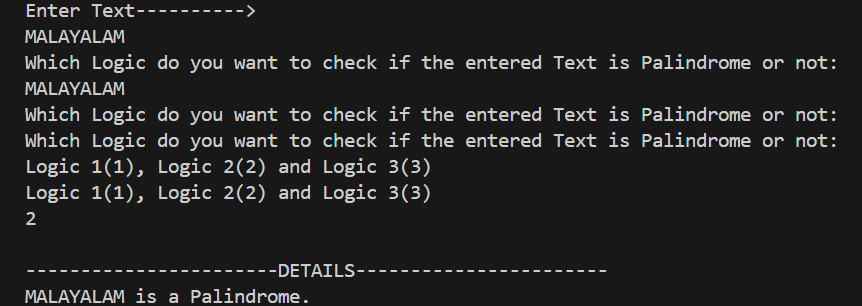 Enter Text---------->
MALAYALAM
Which Logic do you want to check if the entered Text is Palindrome or not:
MALAYALAM
Which Logic do you want to check if the entered Text is Palindrome or not:
Which Logic do you want to check if the entered Text is Palindrome or not:
Logic 1(1), Logic 2(2) and Logic 3(3)
Logic 1(1), Logic 2(2) and Logic 3(3)
2
-----------------------DETAILS-----------------------
MALAYALAM is a Palindrome.